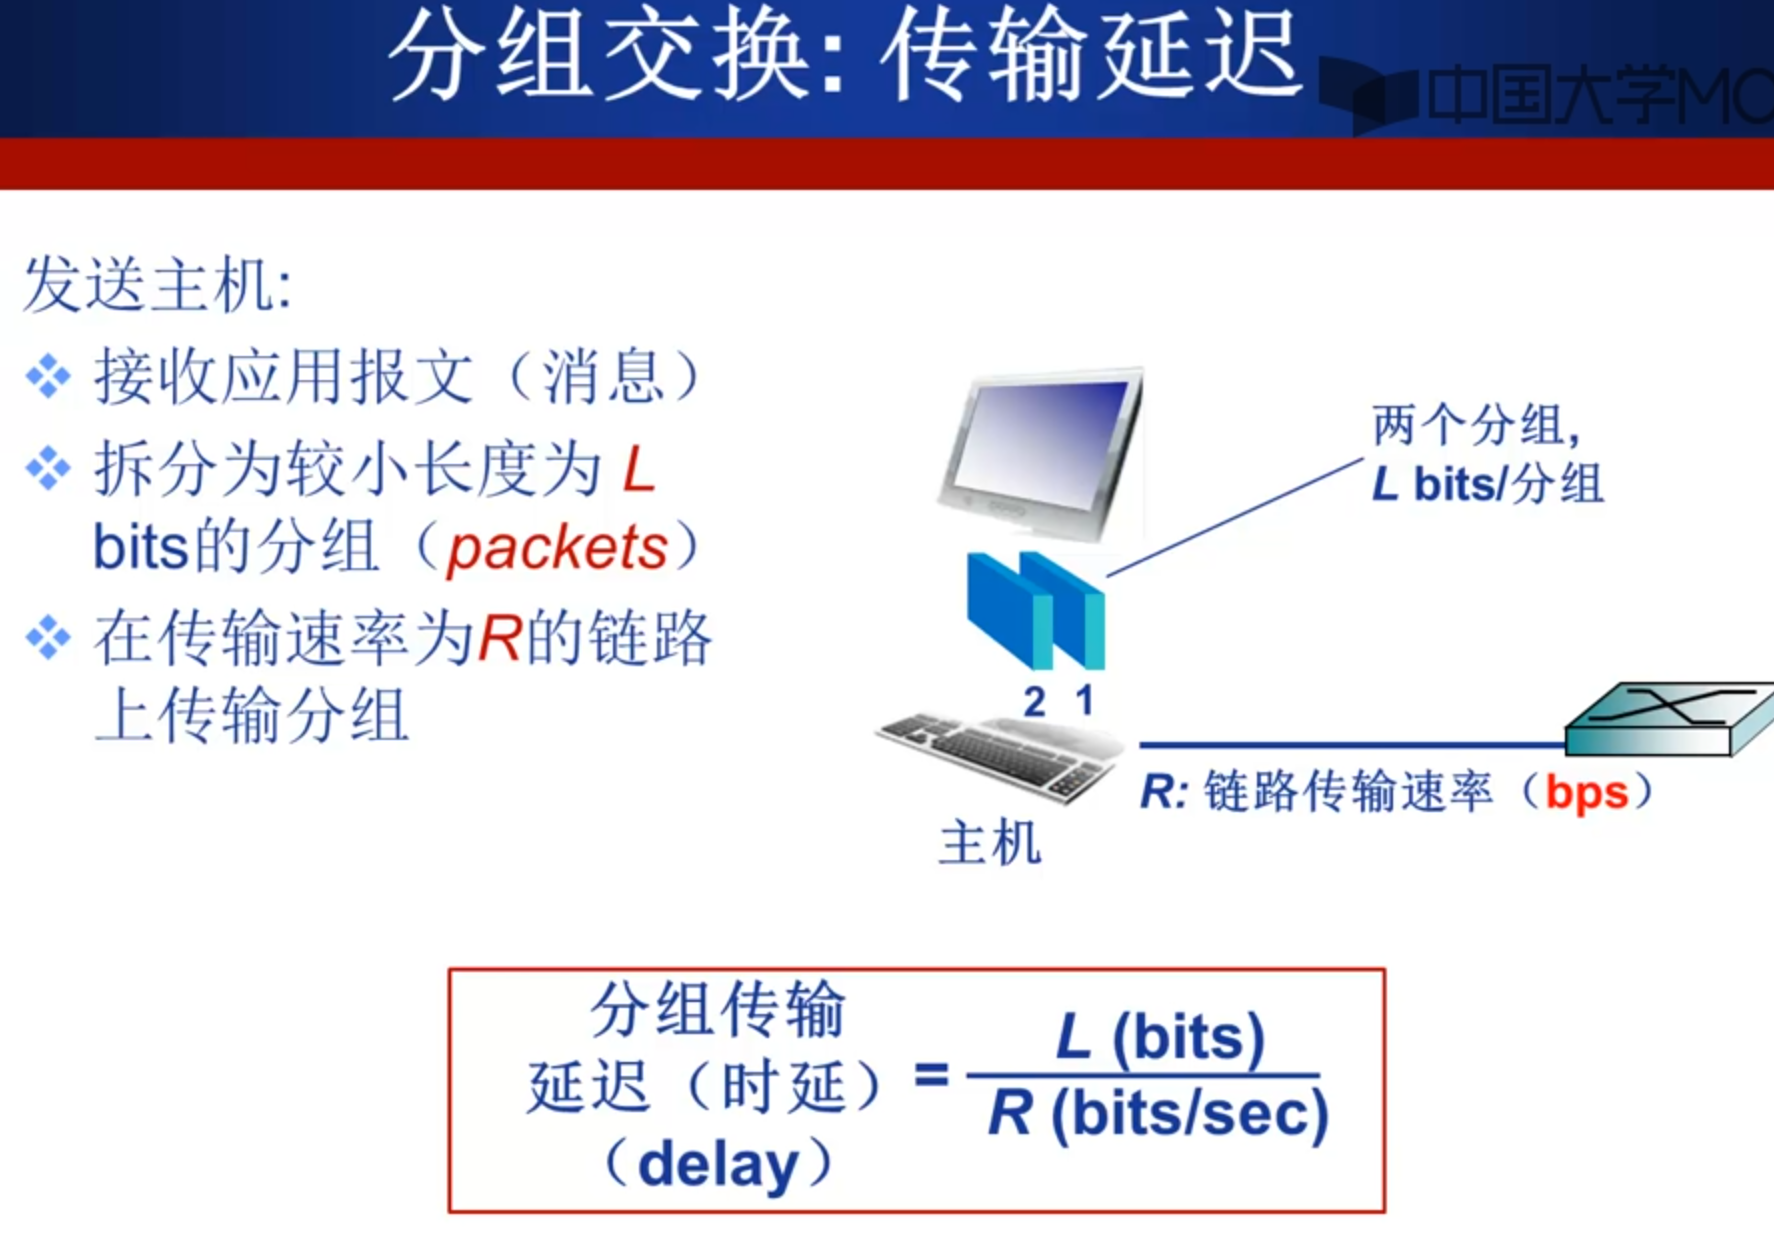 分组交换: 传输延迟
中国大学MO
发送主机:
接收应用报文（消息）
拆分为较小长度为 L
bits的分组（packets）
在传输速率为R的链路
上传输分组
两个分组,
L bits/分组
2 1
R: 链路传输速率（bps）
主机
分组传输
延迟（时延）
（delay）
=
L (bits)
R (bits/sec)